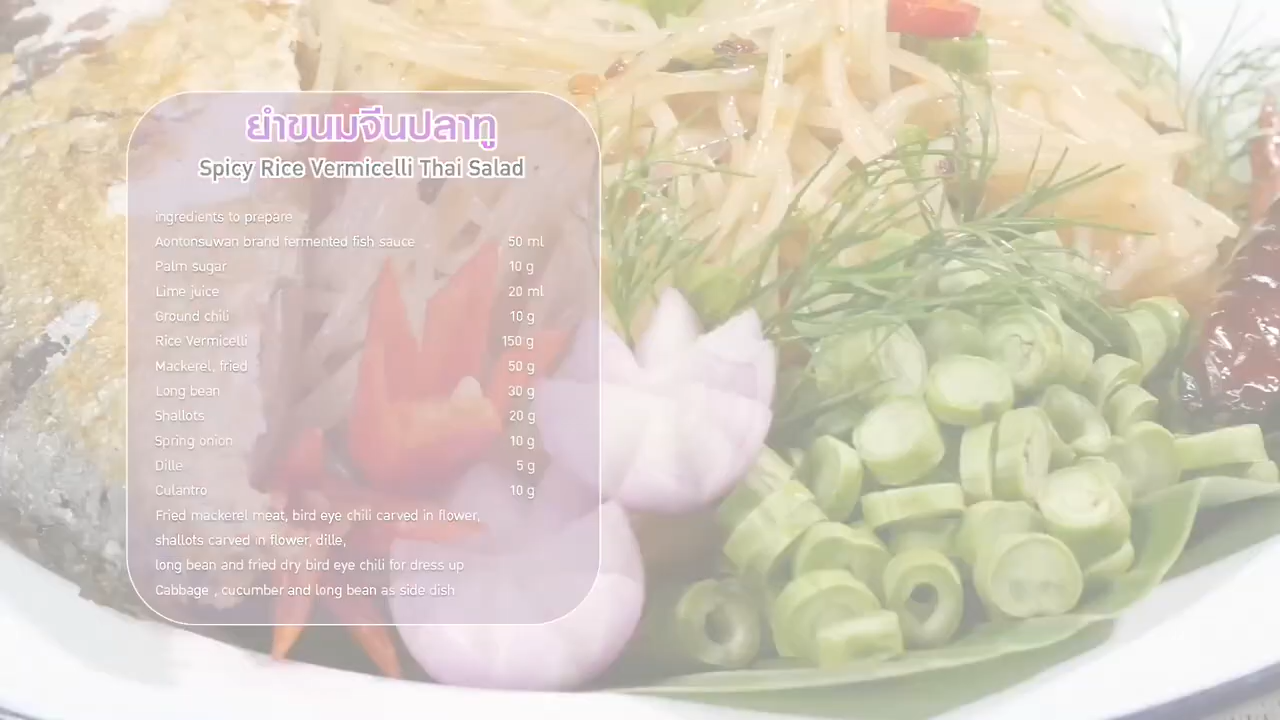 ยำขนมจีนปลาทู
Spicy Rice Vermicelli Thai Salad
ingredients to prepare
Aontonsuwan brand fermented fish sauce 50 ml
Palm sugar 10 g
Lime juice 20 ml
Ground chili 10 g
Rice Vermicelli 150 g
Mackerel, fried 50 g
Long bean 30 g
Shallots 20 g
Spring onion 10 g
Dille 5 g
Culantro 10 g
Fried mackerel meat, bird eye chili carved in flower,
shallots carved in flower, dille,
long bean and fried dry bird eye chili for dress up
Cabbage , cucumber and long bean as side dish